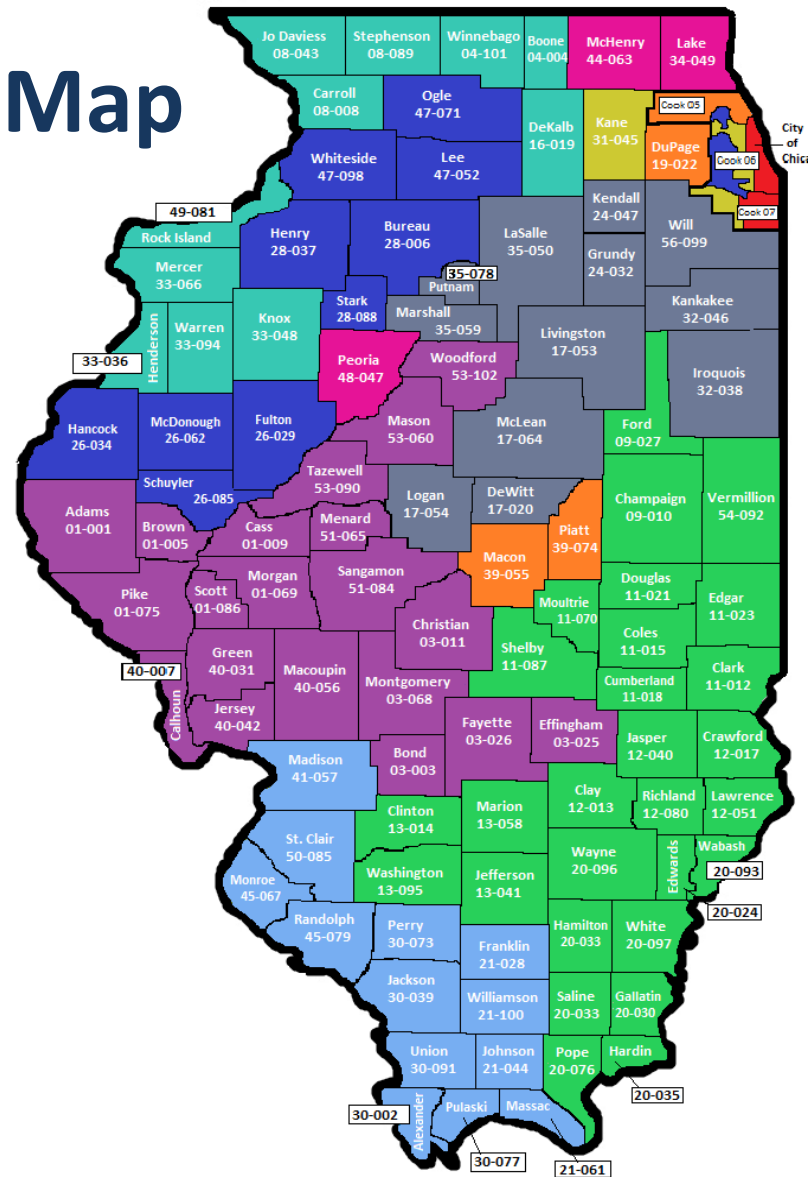 Map
Jo Daviess
08-043
Stephenson
08-089
Winnebago
04-101
Boone
04-004
McHenry
44-063
Lake
34-049
Carroll
08-008
Ogle
47-071
DeKalb
16-019
Kane
31-045
Cook 05
DuPage
19-022
Cook 06
City
of
Chica
Cook 07
Whiteside
47-098
Lee
47-052
49-081
Rock Island
Kendall
24-047
Will
56-099
Henry
28-037
Bureau
28-006
LaSalle
35-050
Grundy
24-032
Mercer
33-066
35-078
Putnam
Kankakee
32-046
Stark
28-088
Marshall
35-059
Henderson
33-036
Warren
33-094
Knox
33-048
Livingston
17-053
Peoria
48-047
Woodford
53-102
Iroquois
32-038
Hancock
26-034
McDonough
26-062
Fulton
26-029
Mason
53-060
McLean
17-064
Ford
09-027
Schuyler
26-085
Tazewell
53-090
Logan
17-054
DeWitt
17-020
Champaign
09-010
Vermillion
54-092
Adams
01-001
Brown
01-005
Cass
01-009
Menard
51-065
Macon
39-055
Piatt
39-074
Pike
01-075
Scott
01-086
Morgan
01-069
Sangamon
51-084
Douglas
11-021
Edgar
11-023
Christian
03-011
Moultrie
11-070
Coles
11-015
Shelby
11-087
Green
40-031
Macoupin
40-056
Montgomery
03-068
Cumberland
11-018
Clark
11-012
40-007
Calhoun
Jersey
40-042
Fayette
03-026
Effingham
03-025
Jasper
12-040
Crawford
12-017
Madison
41-057
Bond
03-003
Clay
12-013
Richland
12-080
Lawrence
12-051
Clinton
13-014
Marion
13-058
St. Clair
50-085
Wayne
20-096
Edwards
Wabash
20-093
20-024
Washington
13-095
Jefferson
13-041
Monroe
45-067
Randolph
45-079
Perry
30-073
Franklin
21-028
Hamilton
20-033
White
20-097
Jackson
30-039
Williamson
21-100
Saline
20-033
Gallatin
20-030
Union
30-091
Johnson
21-044
Pope
20-076
Hardin
20-035
30-002
Alexander
Pulaski
30-077
Massac
21-061